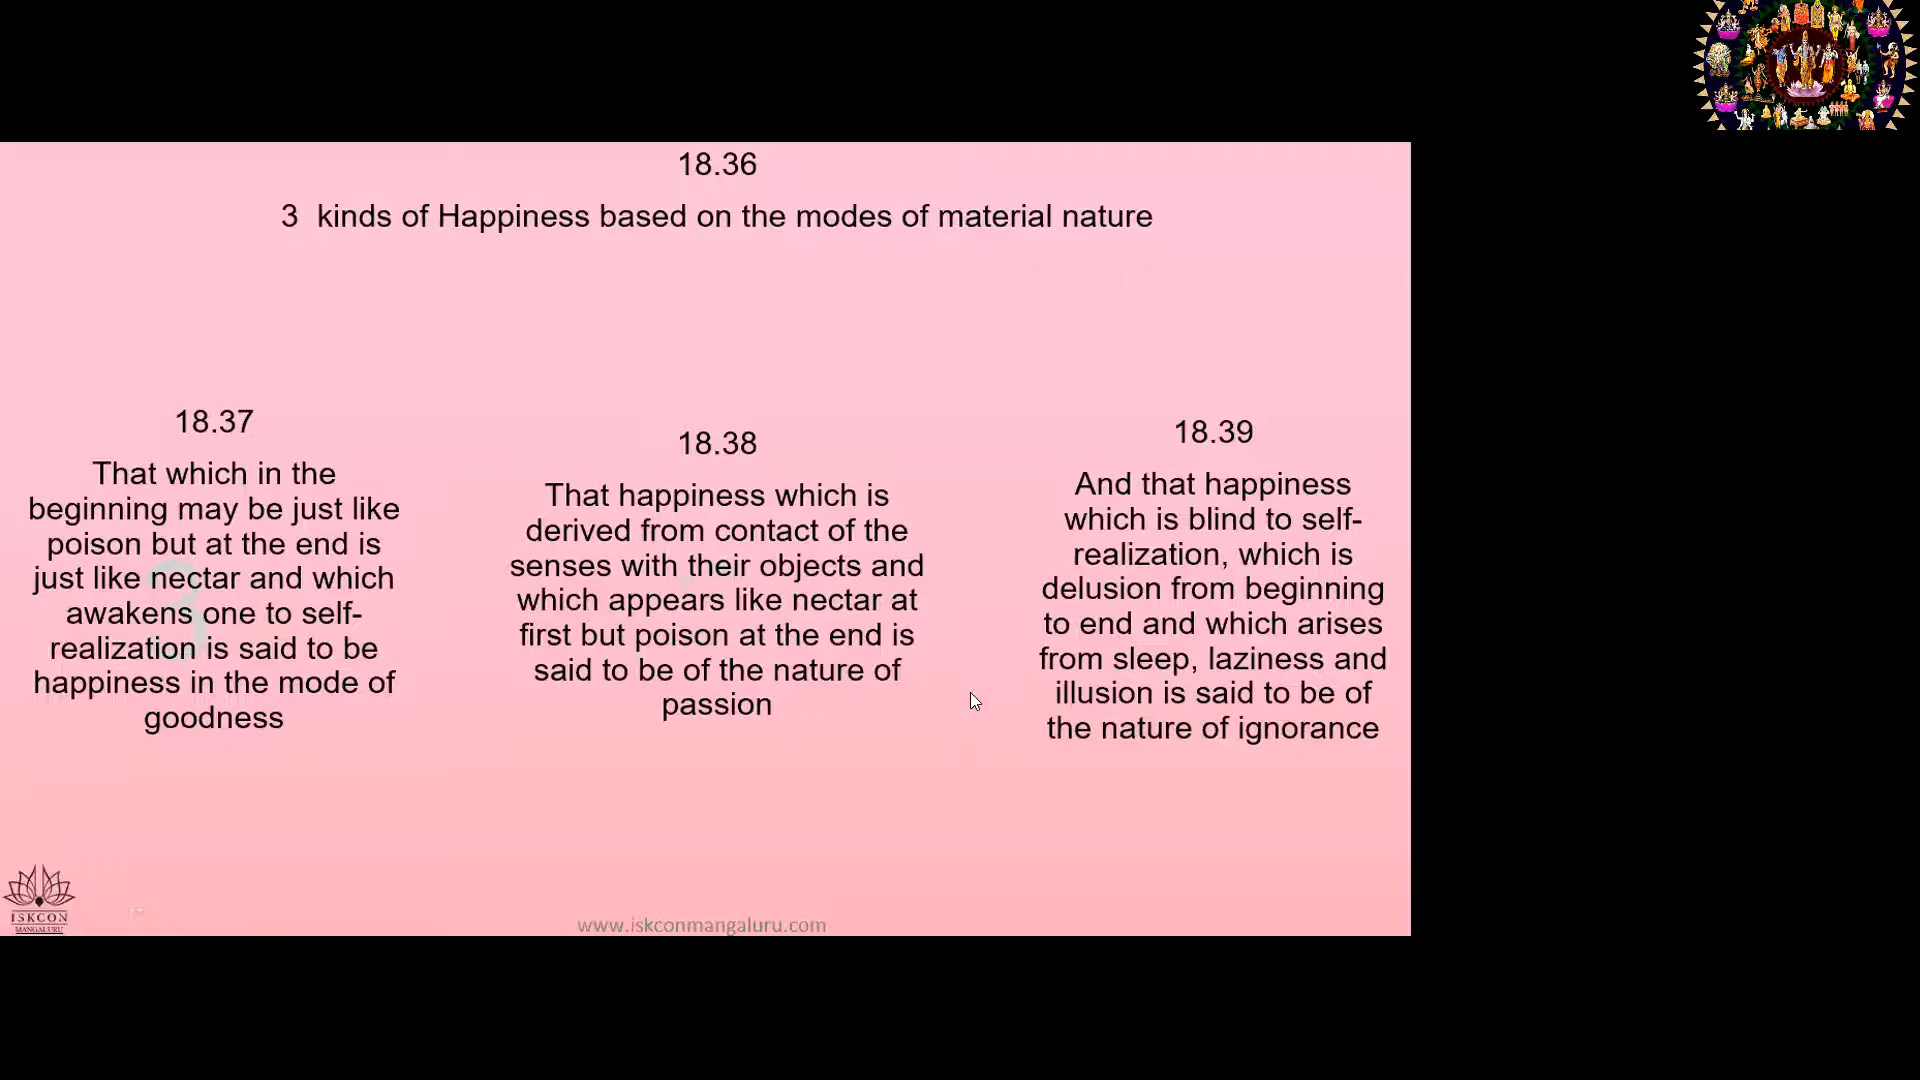 18.36
3 kinds of Happiness based on the modes of material nature
18.37
That which in the
beginning may be just like
poison but at the end is
just like nectar and which
awakens one to self-
realization is said to be
happiness in the mode of
goodness
18.38
That happiness which is
derived from contact of the
senses with their objects and
which appears like nectar at
first but poison at the end is
said to be of the nature of
passion
18.39
And that happiness
which is blind to self-
realization, which is
delusion from beginning
to end and which arises
from sleep, laziness and
illusion is said to be of
the nature of ignorance
ISKCON
MANGALURU
www.iskconmangaluru.com